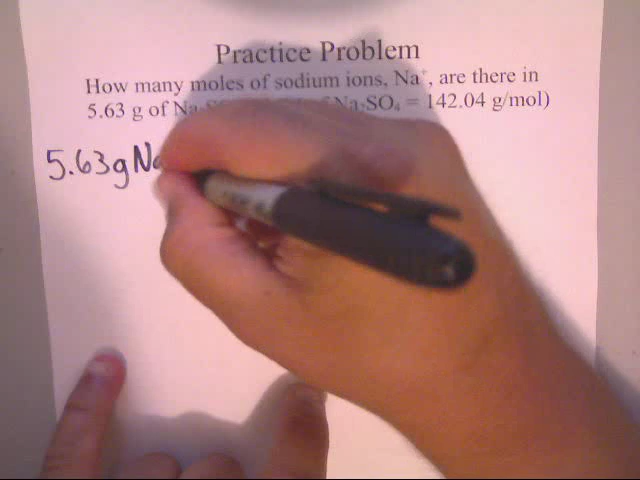 Practice Problem
How many moles of sodium ions, Na⁺, are there in
5.63 g of Na₂SO₄ = 142.04 g/mol)
5.63g Na